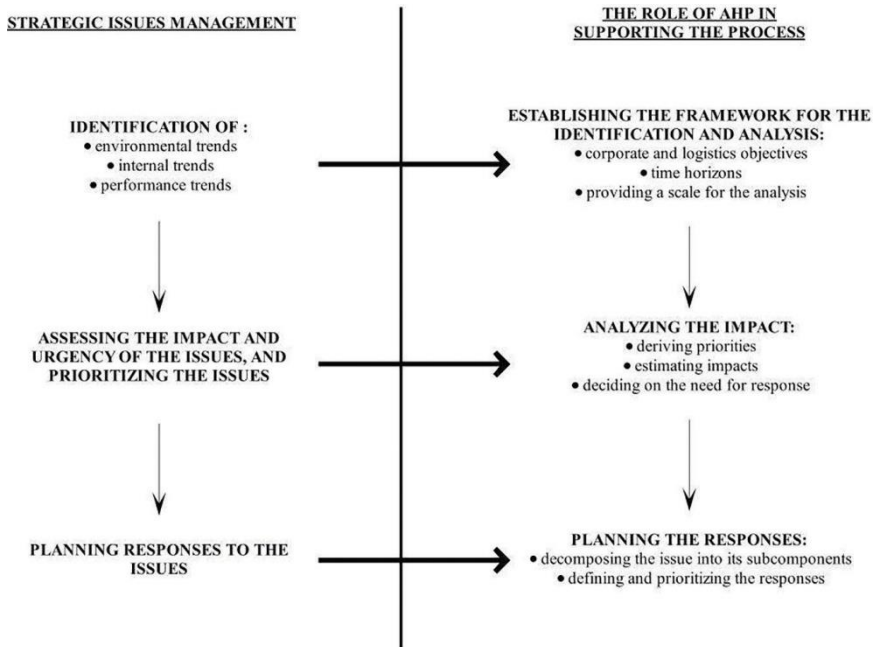 STRATEGIC ISSUES MANAGEMENT
IDENTIFICATION OF :
• environmental trends
• internal trends
• performance trends
ASSESSING THE IMPACT AND
URGENCY OF THE ISSUES, AND
PRIORITIZING THE ISSUES
PLANNING RESPONSES TO THE
ISSUES
THE ROLE OF AHP IN
SUPPORTING THE PROCESS
ESTABLISHING THE FRAMEWORK FOR THE
IDENTIFICATION AND ANALYSIS:
• corporate and logistics objectives
• time horizons
• providing a scale for the analysis
ANALYZING THE IMPACT:
• deriving priorities
• estimating impacts
• deciding on the need for response
PLANNING THE RESPONSES:
• decomposing the issue into its subcomponents
• defining and prioritizing the responses